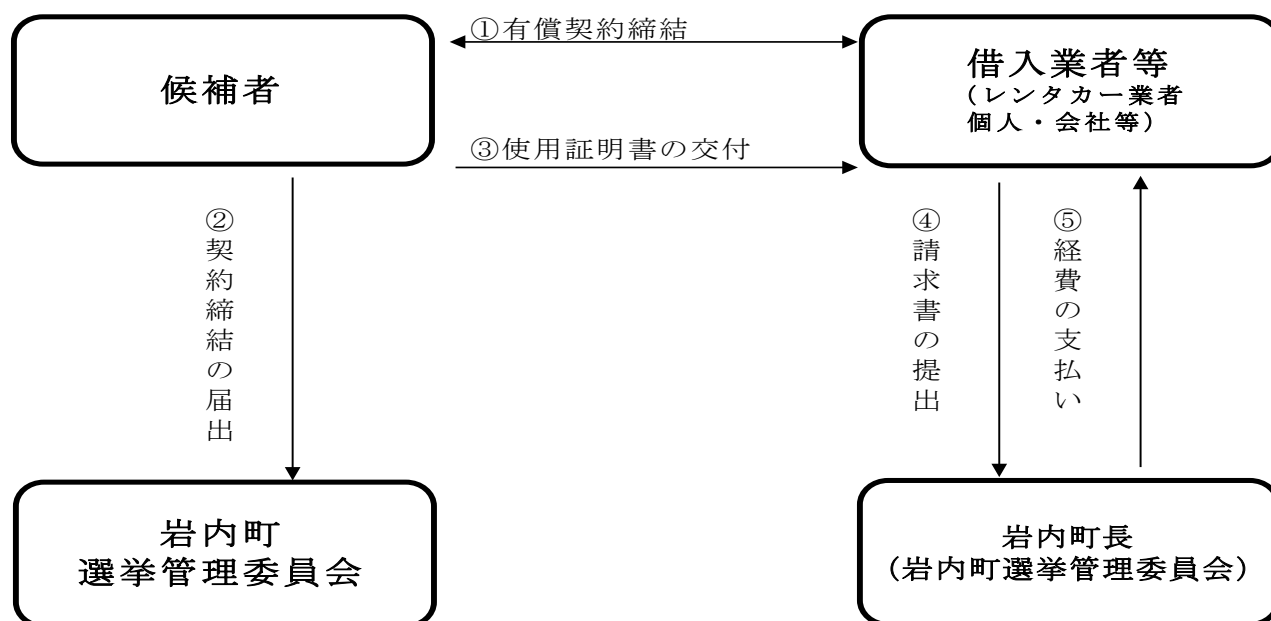 ①有償契約締結
候補者
借入業者等
(レンタカー業者
個人・会社等)
③使用証明書の交付
②契約締結の届出
④請求書の提出
⑤経費の支払い
岩内町
選挙管理委員会
岩内町長
(岩内町選挙管理委員会)